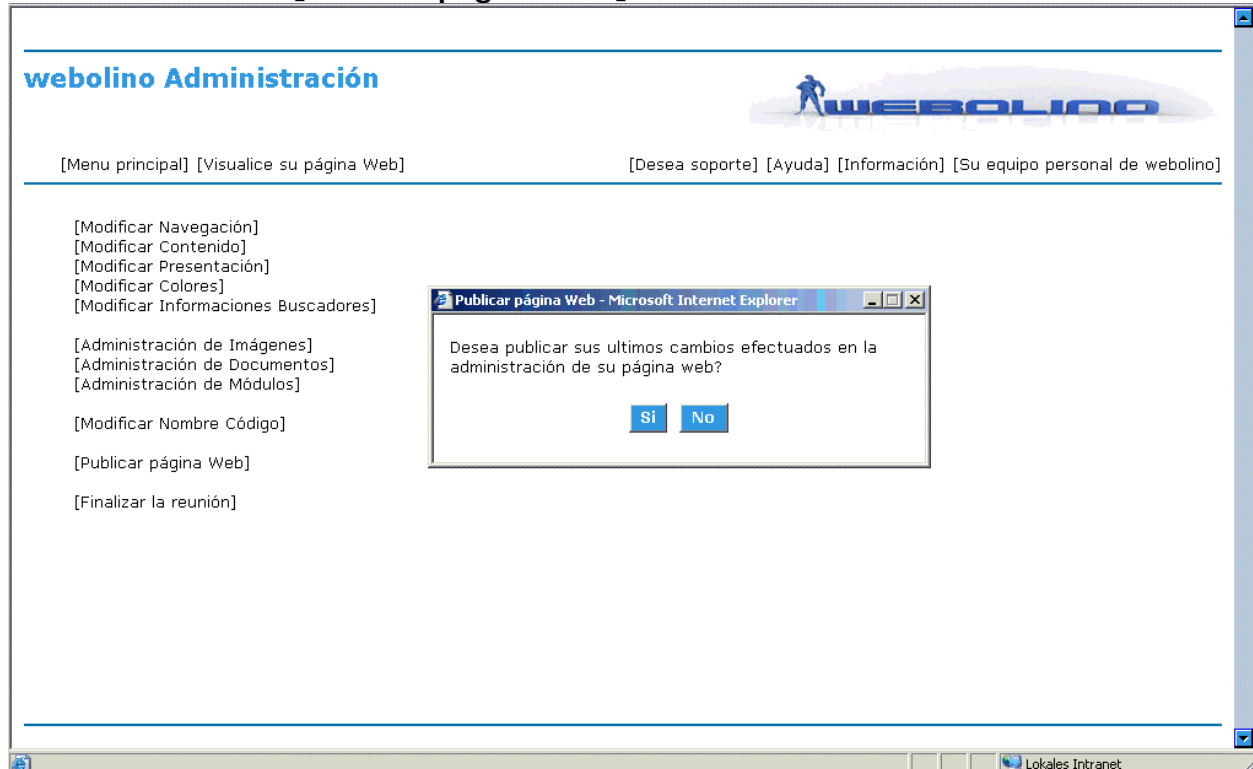 webolino Administración
WEBOLINO
[Menu principal] [Visualice su página Web] [Desea soporte] [Ayuda] [Información] [Su equipo personal de webolino]
[Modificar Navegación]
[Modificar Contenido]
[Modificar Presentación]
[Modificar Colores]
[Modificar Informaciones Buscadores]
[Administración de Imágenes]
[Administración de Documentos]
[Administración de Módulos]
[Modificar Nombre Código]
[Publicar página Web]
[Finalizar la reunión]
Publicar página Web - Microsoft Internet Explorer
Desea publicar sus ultimos cambios efectuados en la
administración de su página web?
Si No
Lokales Intranet